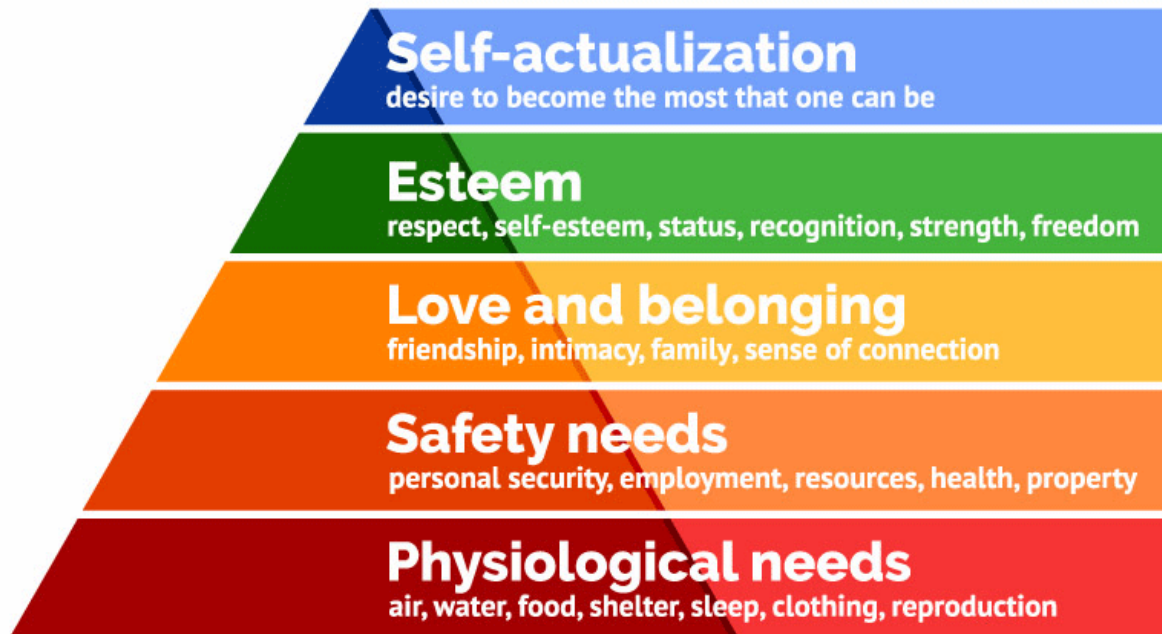 Self-actualization
desire to become the most that one can be
Esteem
respect, self-esteem, status, recognition, strength, freedom
Love and belonging
friendship, intimacy, family, sense of connection
Safety needs
personal security, employment, resources, health, property
Physiological needs
air, water, food, shelter, sleep, clothing, reproduction